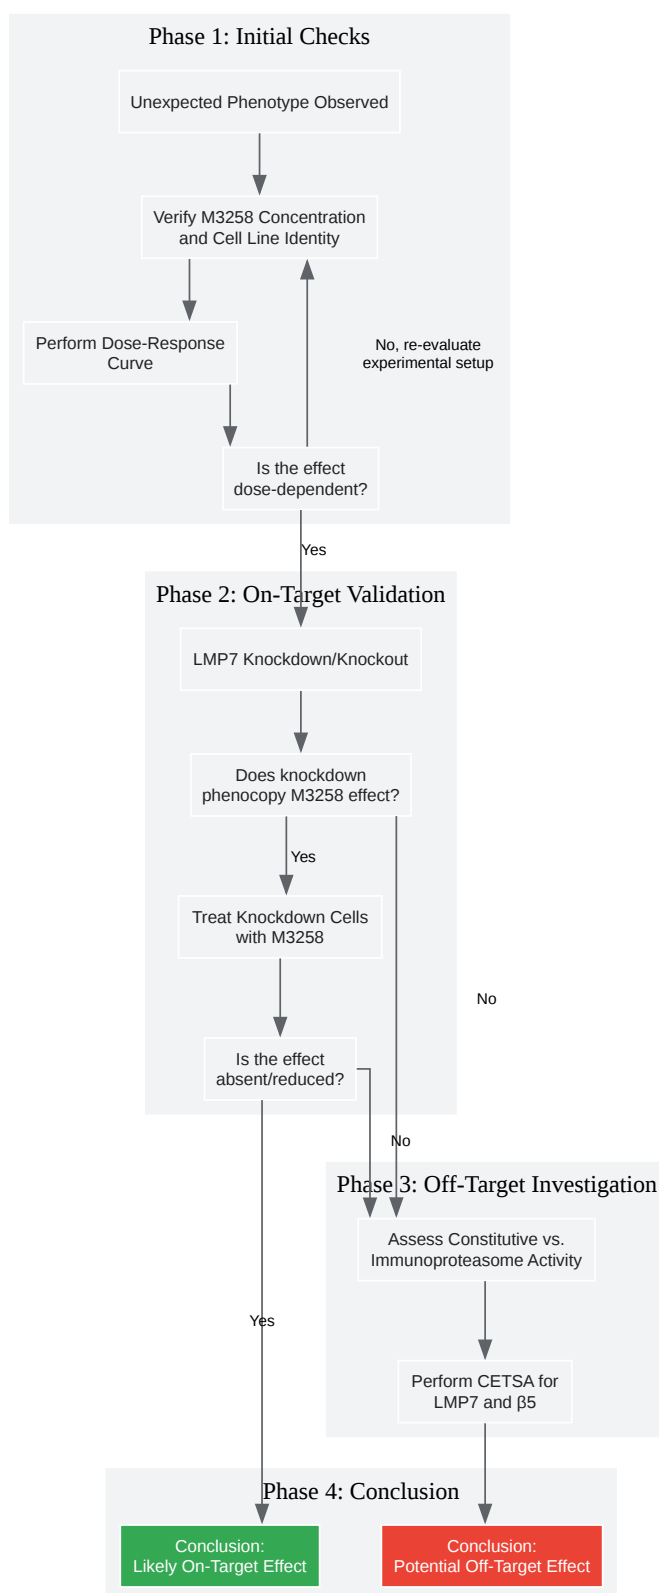 Phase 1: Initial Checks
Unexpected Phenotype Observed
Verify M3258 Concentration
and Cell Line Identity
Perform Dose-Response
Curve
No, re-evaluate
experimental setup
Is the effect
dose-dependent?
Yes
Phase 2: On-Target Validation
LMP7 Knockdown/Knockout
Does knockdown
phenocopy M3258 effect?
Yes
Treat Knockdown Cells
with M3258
No
Is the effect
absent/reduced?
No
Phase 3: Off-Target Investigation
Assess Constitutive vs.
Immunoproteasome Activity
Yes
Perform CETSA for
LMP7 and β5
Phase 4: Conclusion
Conclusion:
Likely On-Target Effect
Conclusion:
Potential Off-Target Effect